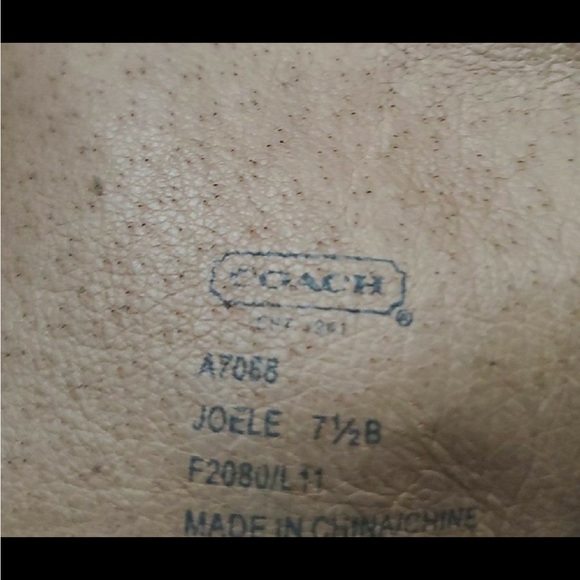 COACH®
A7068
JOELE 7½B
F2080/L11
MADE IN CHINA/CHINE